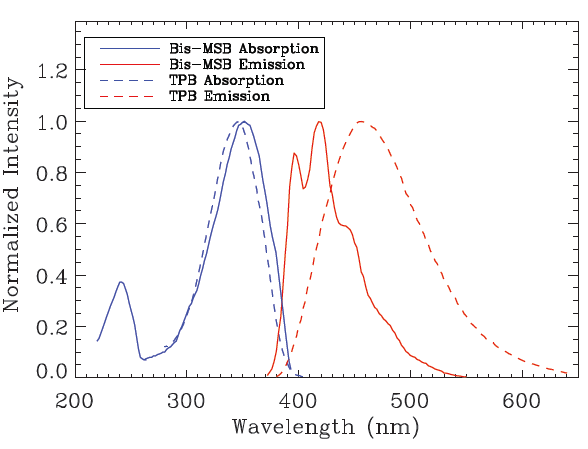 Bis-MSB Absorption
Bis-MSB Emission
TPB Absorption
TPB Emission
Normalized Intensity
1.2
1.0
0.8
0.6
0.4
0.2
0.0
200 300 400 500 600
Wavelength (nm)